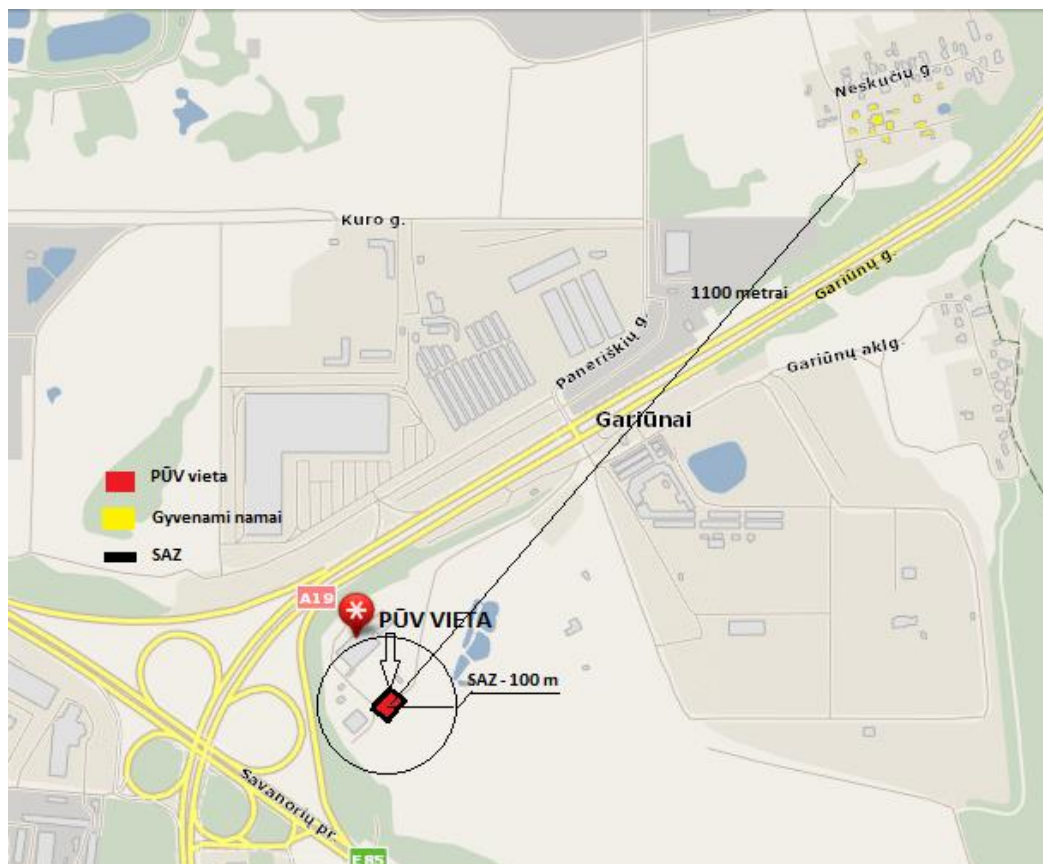 Neskučių g.
Kuro g.
1100 metrai
Gariūnų g.
Paneriškių g.
Gariūnų aklg.
Gariūnai
PŪV vieta
Gyvenami namai
SAZ
A19
PŪV VIETA
SAZ - 100 m
Savanorių pr.
E85